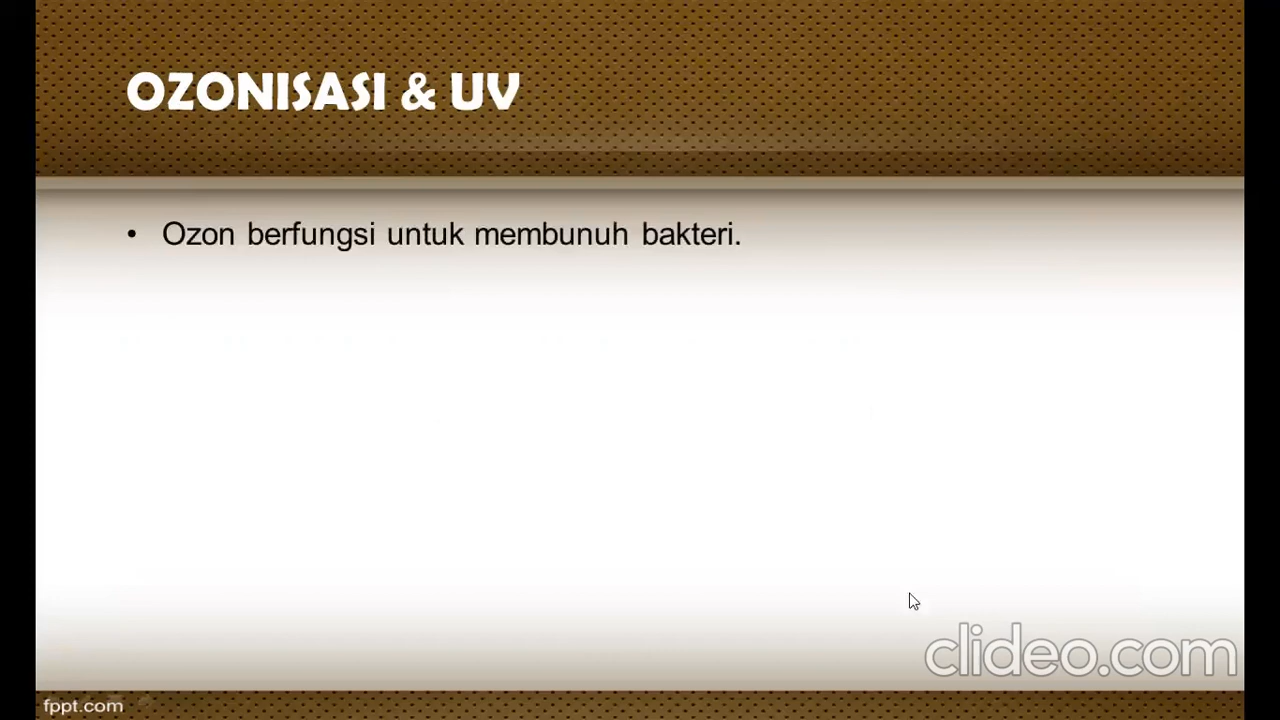 OZONISASI & UV
• Ozon berfungsi untuk membunuh bakteri.
clideo.com
fppt.com